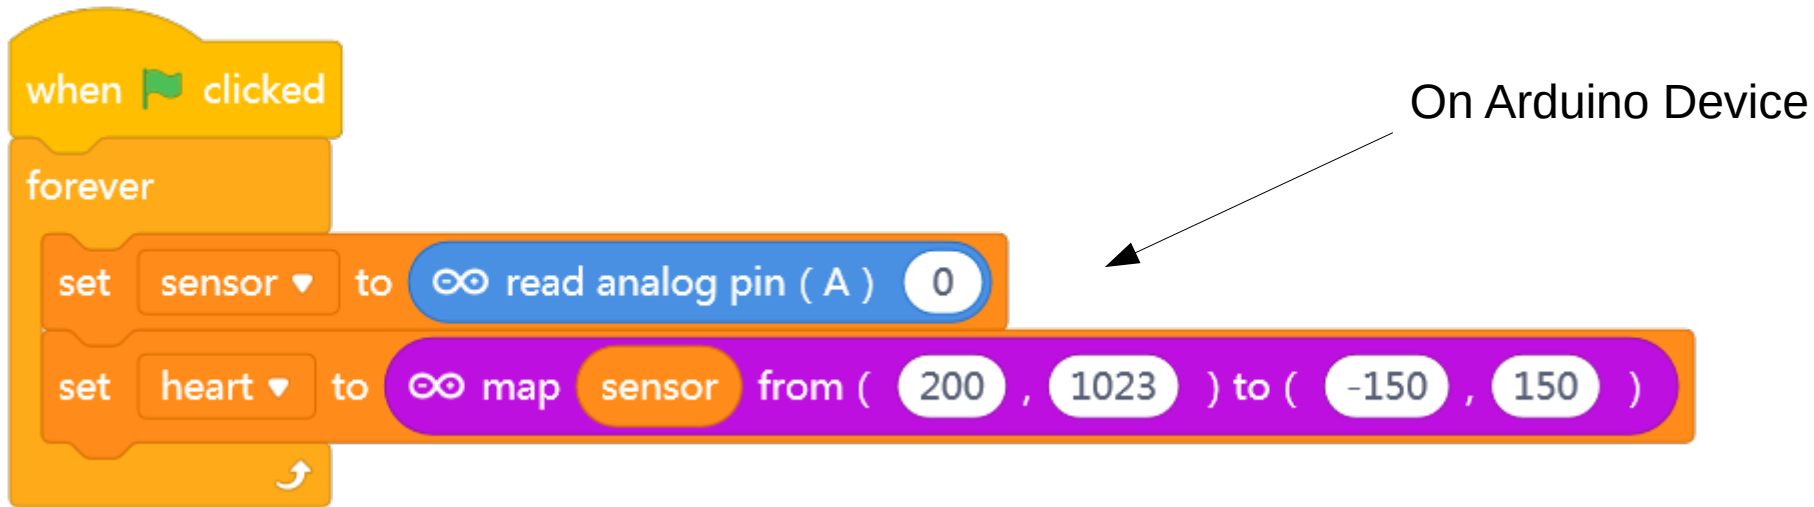 when clicked
On Arduino Device
forever
set sensor to read analog pin ( A ) 0
set heart to map sensor from ( 200 , 1023 ) to ( -150 , 150 )